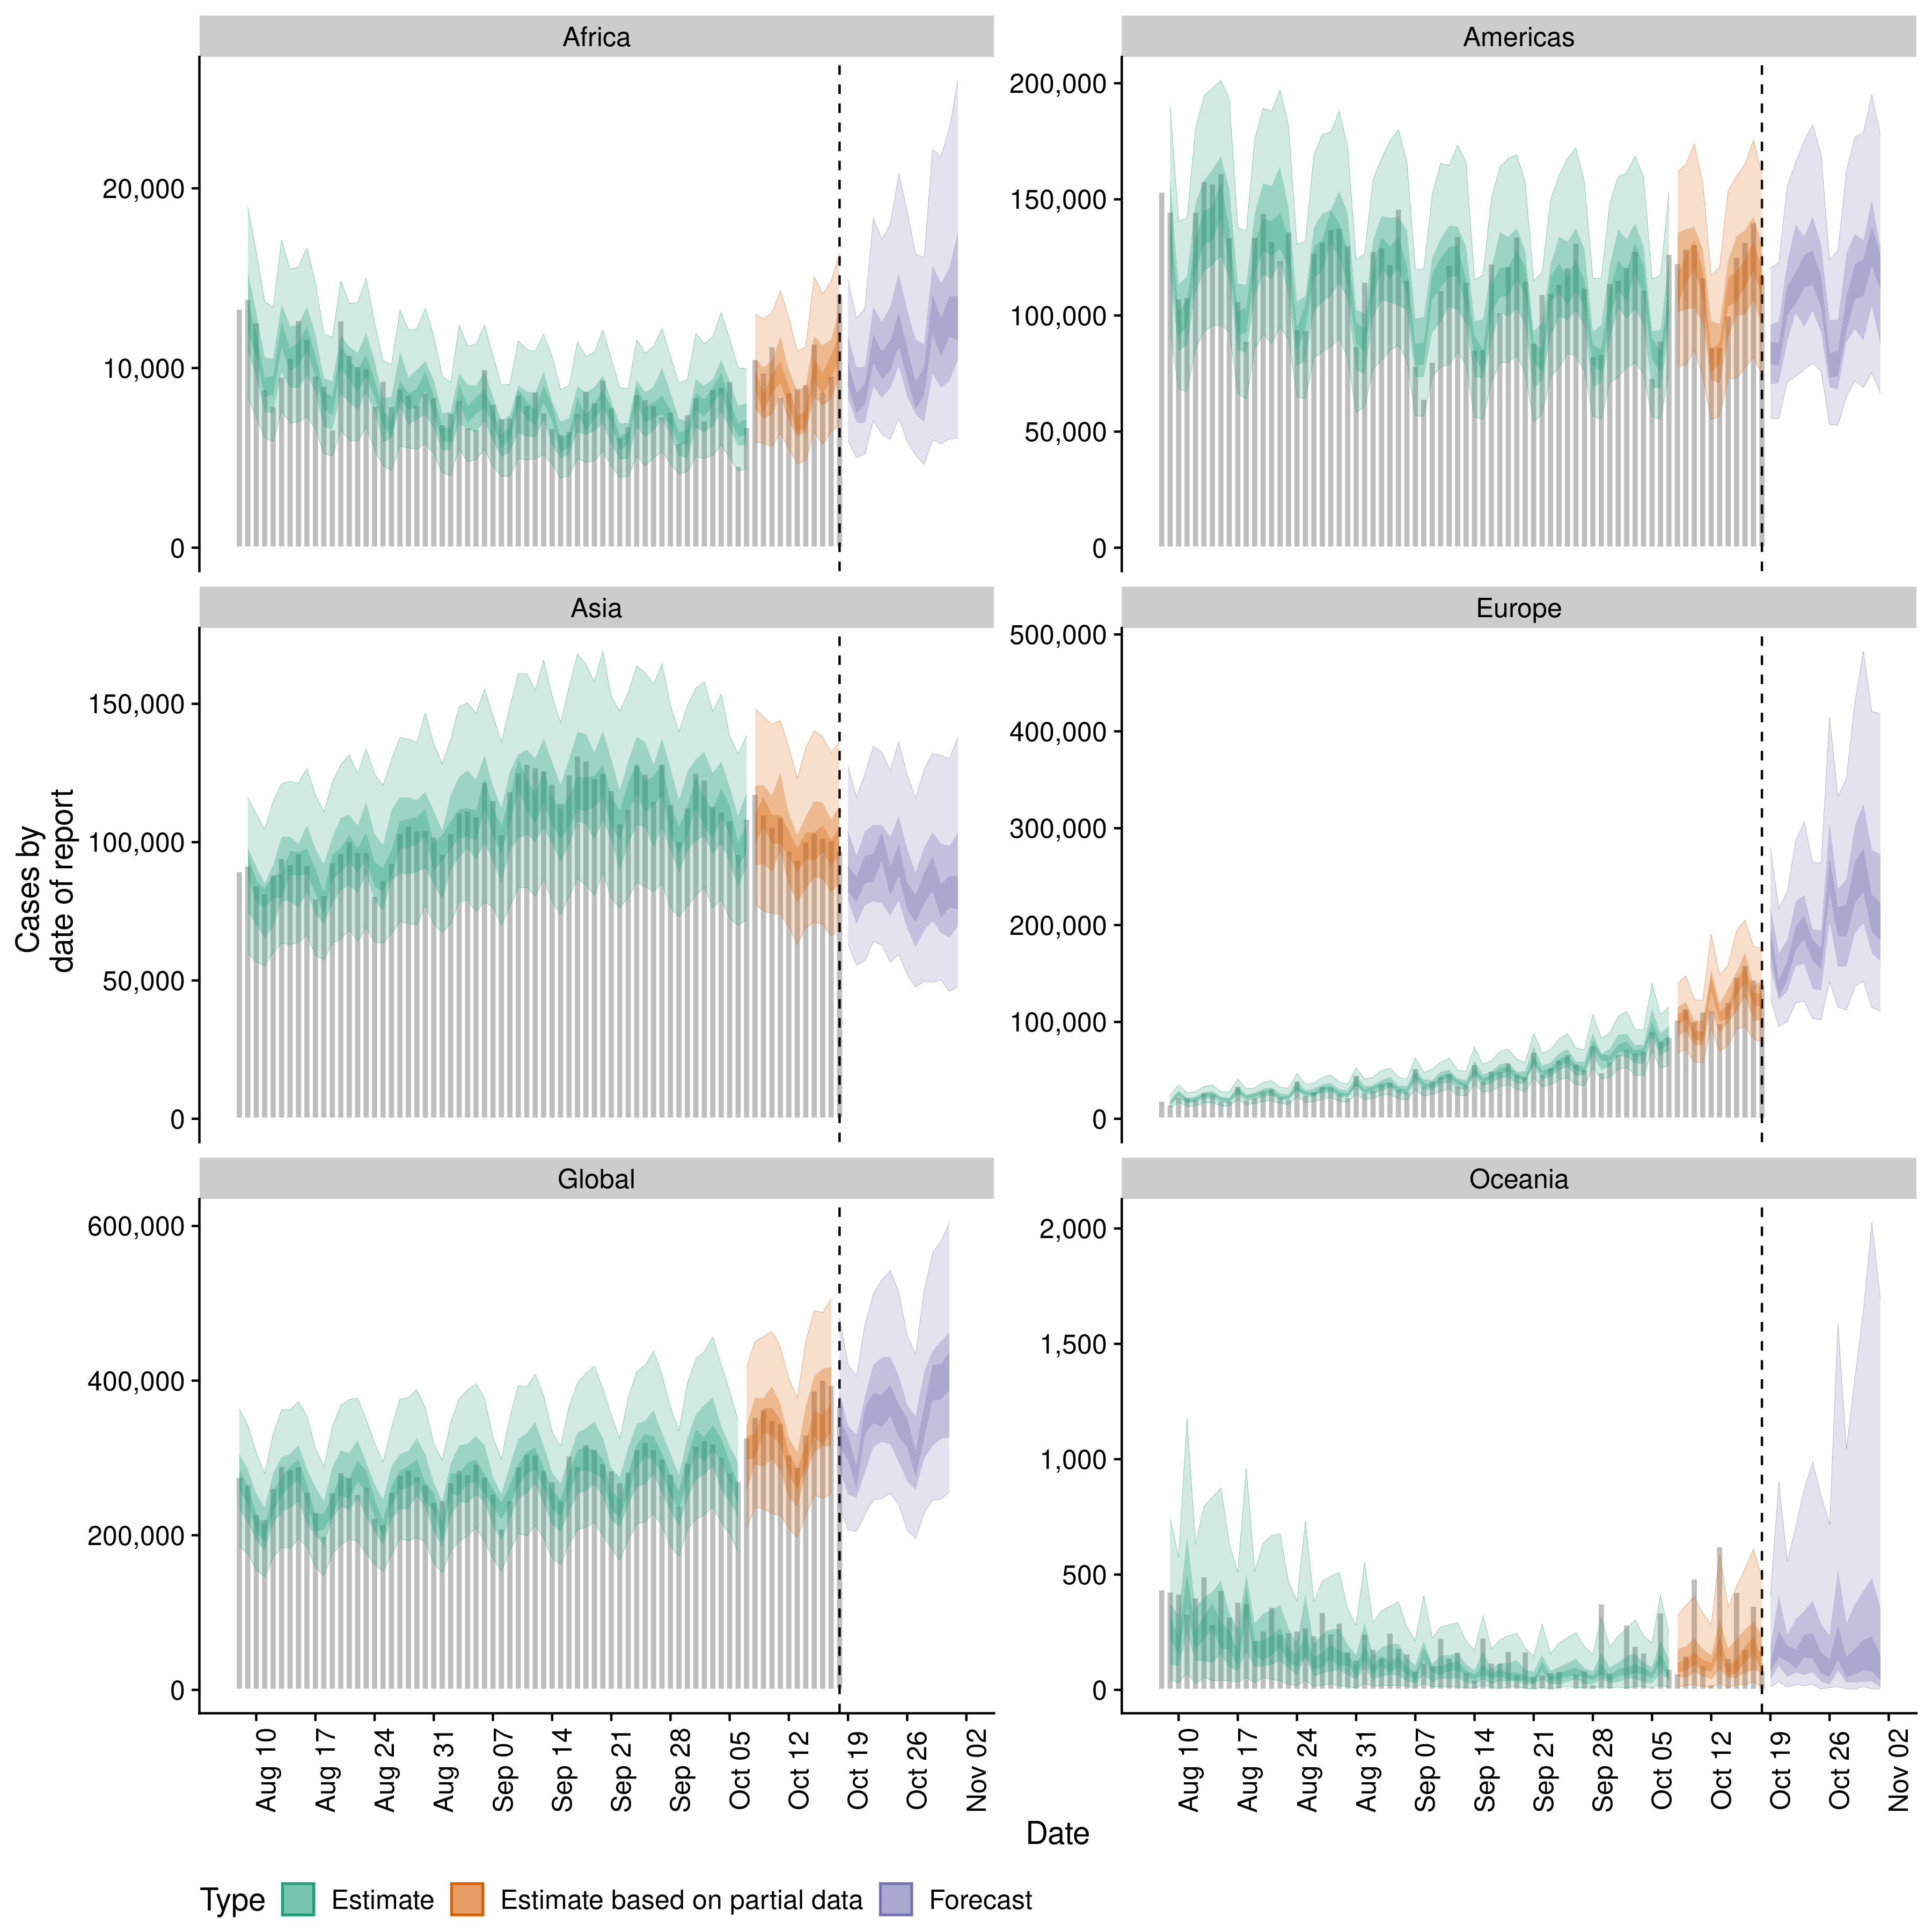 Africa
Americas
20,000
10,000
0
200,000
150,000
100,000
50,000
0
Asia
Europe
150,000
100,000
50,000
0
500,000
400,000
300,000
200,000
100,000
0
Cases by
date of report
Global
Oceania
600,000
400,000
200,000
0
2,000
1,500
1,000
500
0
Aug 10
Aug 17
Aug 24
Aug 31
Sep 07
Sep 14
Sep 21
Sep 28
Oct 05
Oct 12
Oct 19
Oct 26
Nov 02
Aug 10
Aug 17
Aug 24
Aug 31
Sep 07
Sep 14
Sep 21
Sep 28
Oct 05
Oct 12
Oct 19
Oct 26
Nov 02
Date
Type Estimate Estimate based on partial data Forecast